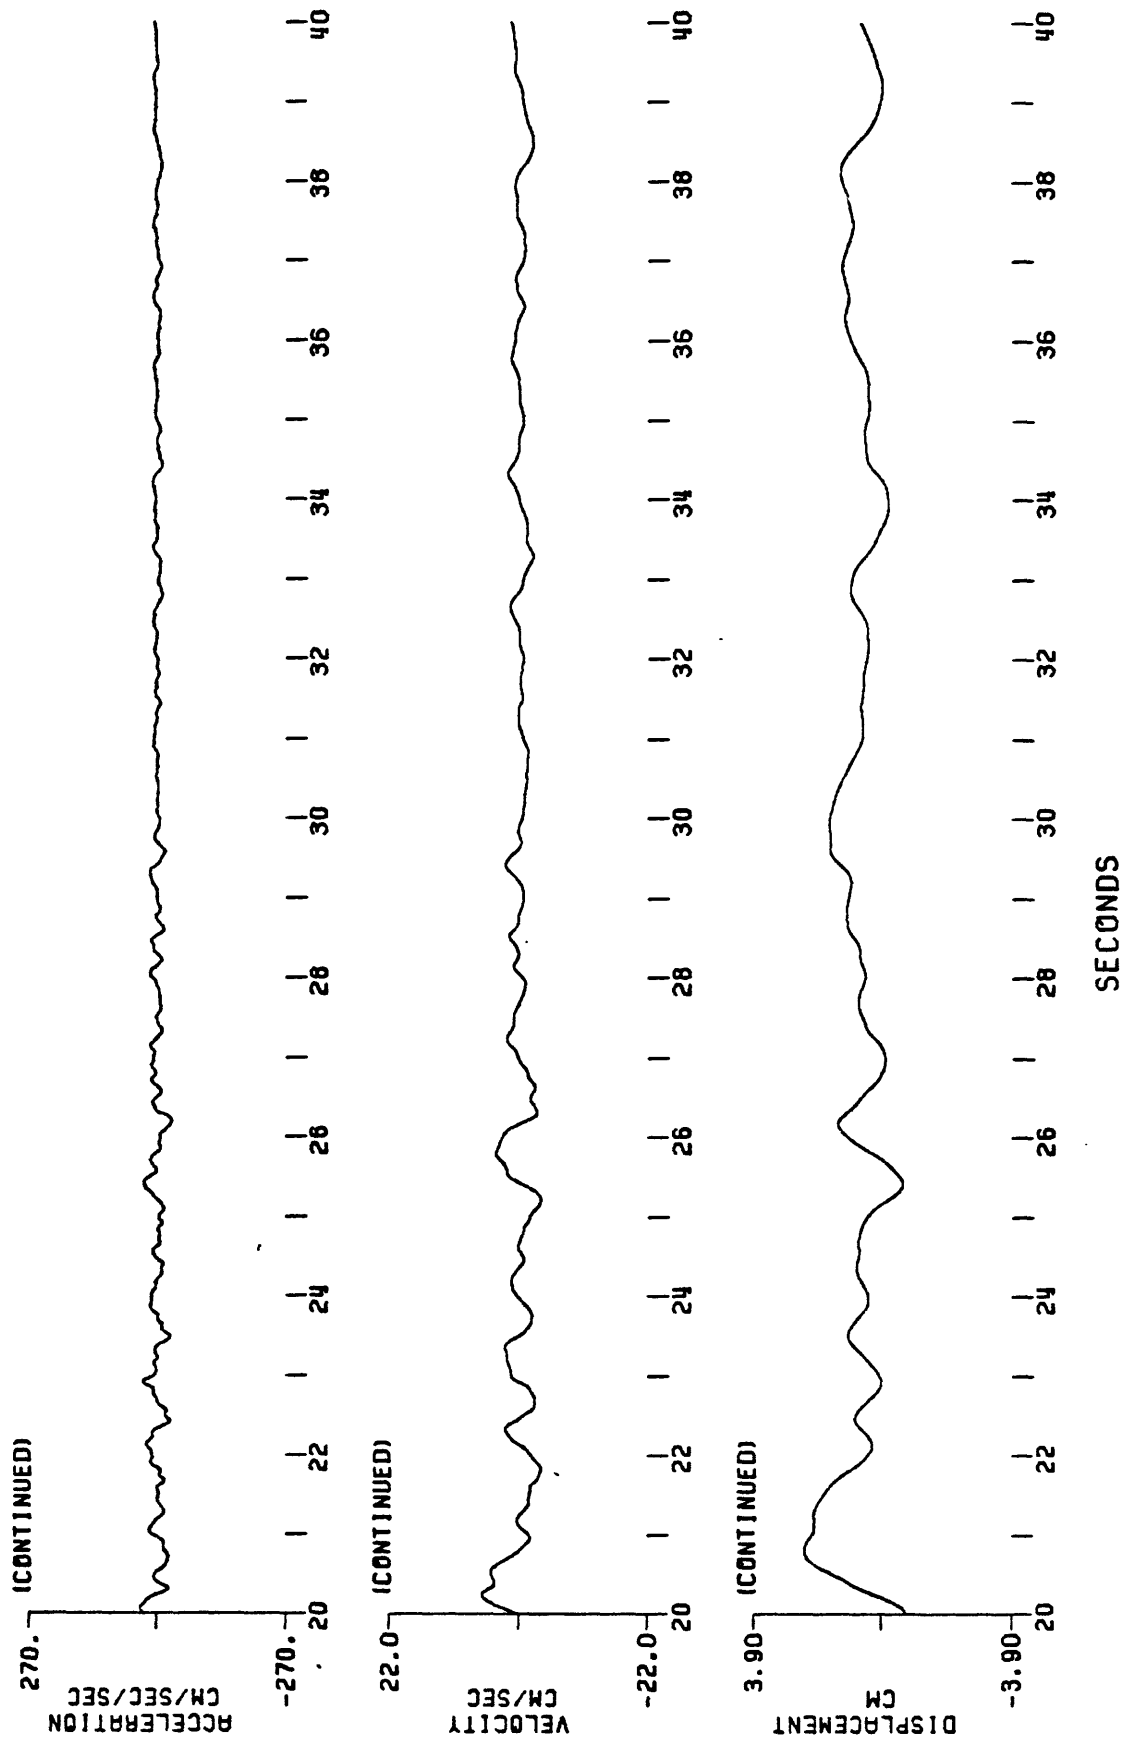 (CONTINUED)
270.
-270.
ACCELERATION
CM/SEC/SEC
20 22 24 26 28 30 32 34 36 38 40
(CONTINUED)
22.0
-22.0
VELOCITY
CM/SEC
20 22 24 26 28 30 32 34 36 38 40
(CONTINUED)
3.90
-3.90
DISPLACEMENT
CM
20 22 24 26 28 30 32 34 36 38 40
SECONDS